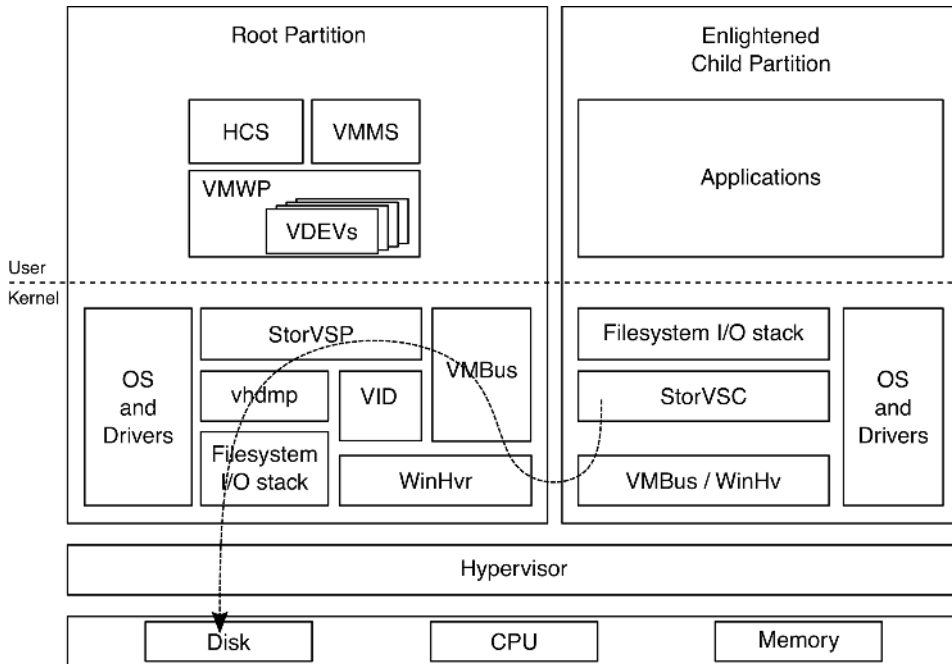 Root Partition
Enlightened
Child Partition
HCS
VMMS
VMWP
VDEVs
Applications
User
Kernel
OS
and
Drivers
StorVSP
vhdmp
VID
VMBus
Filesystem
I/O stack
WinHvr
Filesystem I/O stack
StorVSC
VMBus / WinHv
OS
and
Drivers
Hypervisor
Disk
CPU
Memory